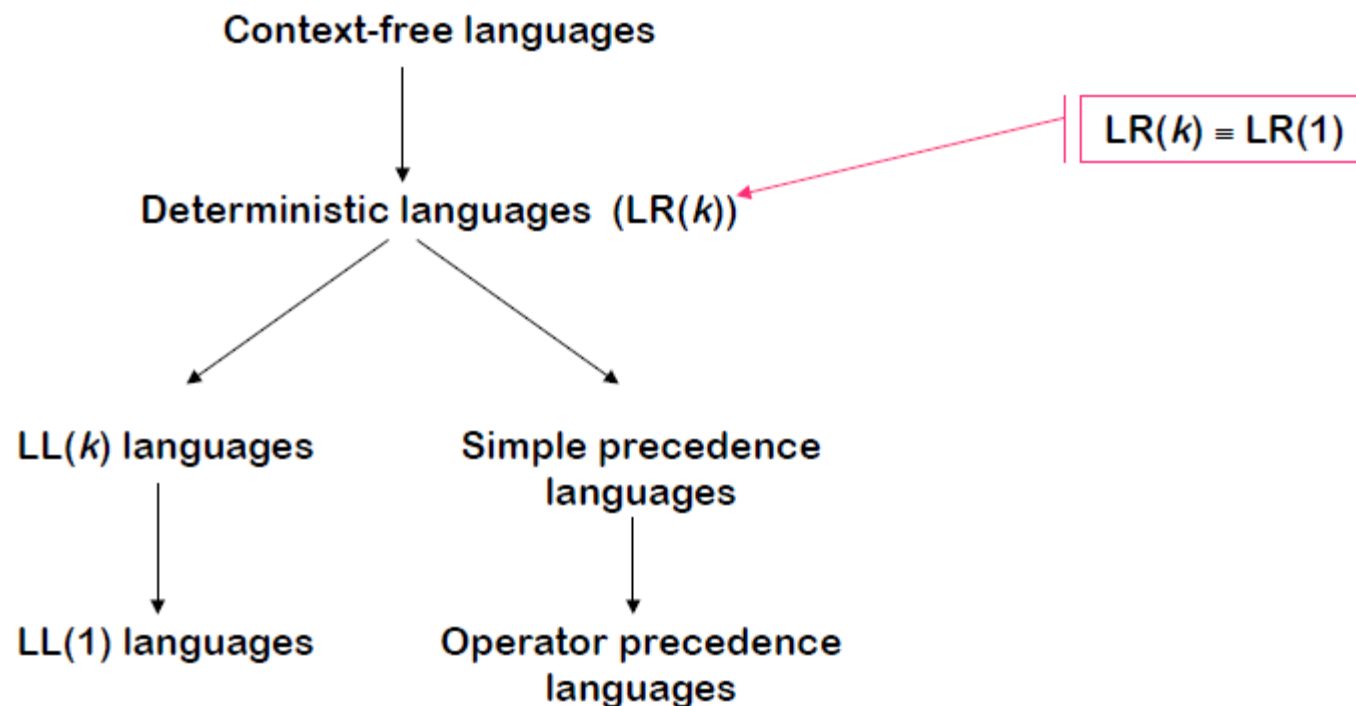 Context-free languages
LR(k) ≡ LR(1)
Deterministic languages (LR(k))
LL(k) languages
Simple precedence
languages
LL(1) languages
Operator precedence
languages